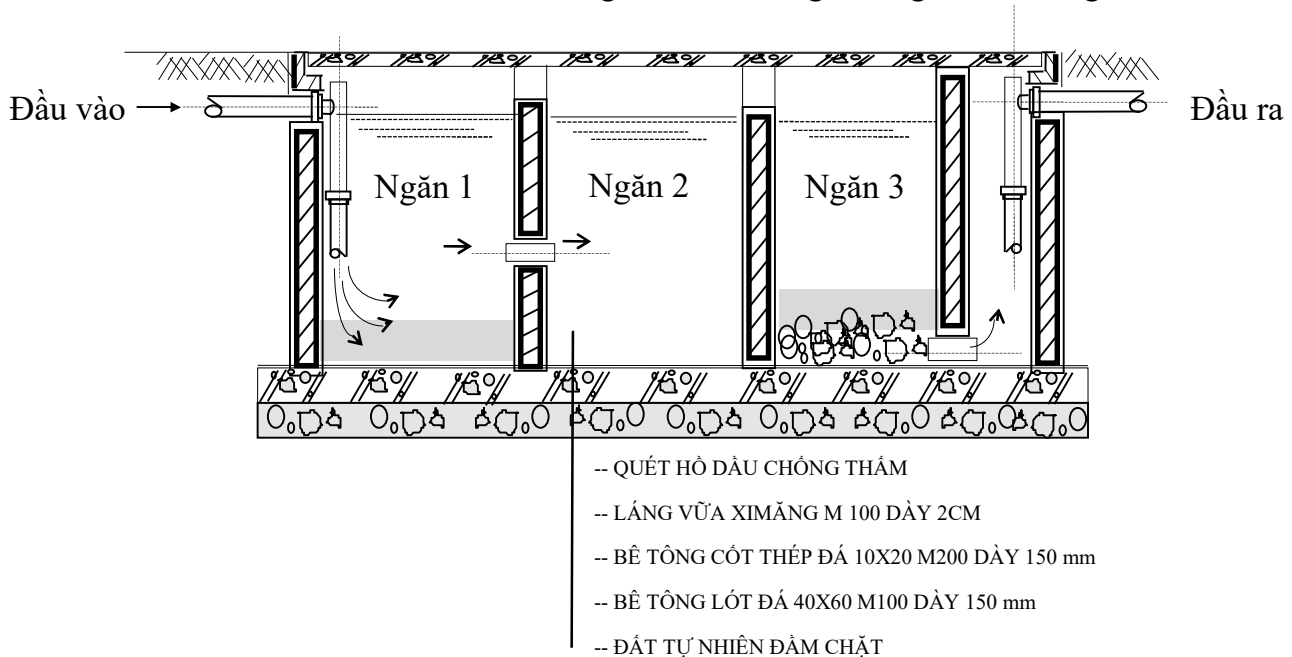 Đầu vào
Đầu ra
Ngăn 1
Ngăn 2
Ngăn 3
-- QUÉT HỒ DẦU CHỐNG THẤM
-- LÁNG VỮA XIMĂNG M 100 DÀY 2CM
-- BÊ TÔNG CỐT THÉP ĐÁ 10X20 M200 DÀY 150 mm
-- BÊ TÔNG LÓT ĐÁ 40X60 M100 DÀY 150 mm
-- ĐẤT TỰ NHIÊN ĐẦM CHẶT